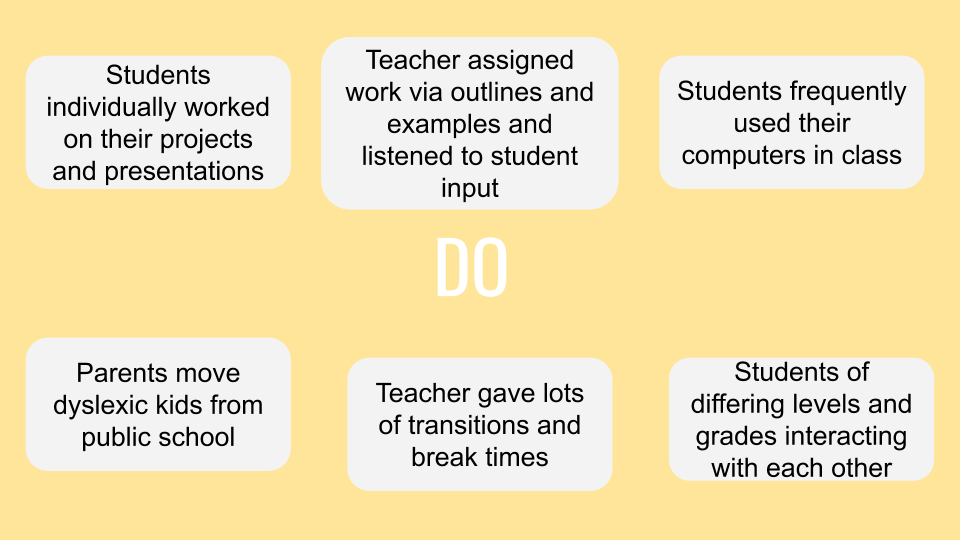 Students
individually worked
on their projects
and presentations
Teacher assigned
work via outlines and
examples and
listened to student
input
Students frequently
used their
computers in class
DO
Parents move
dyslexic kids from
public school
Teacher gave lots
of transitions and
break times
Students of
differing levels and
grades interacting
with each other